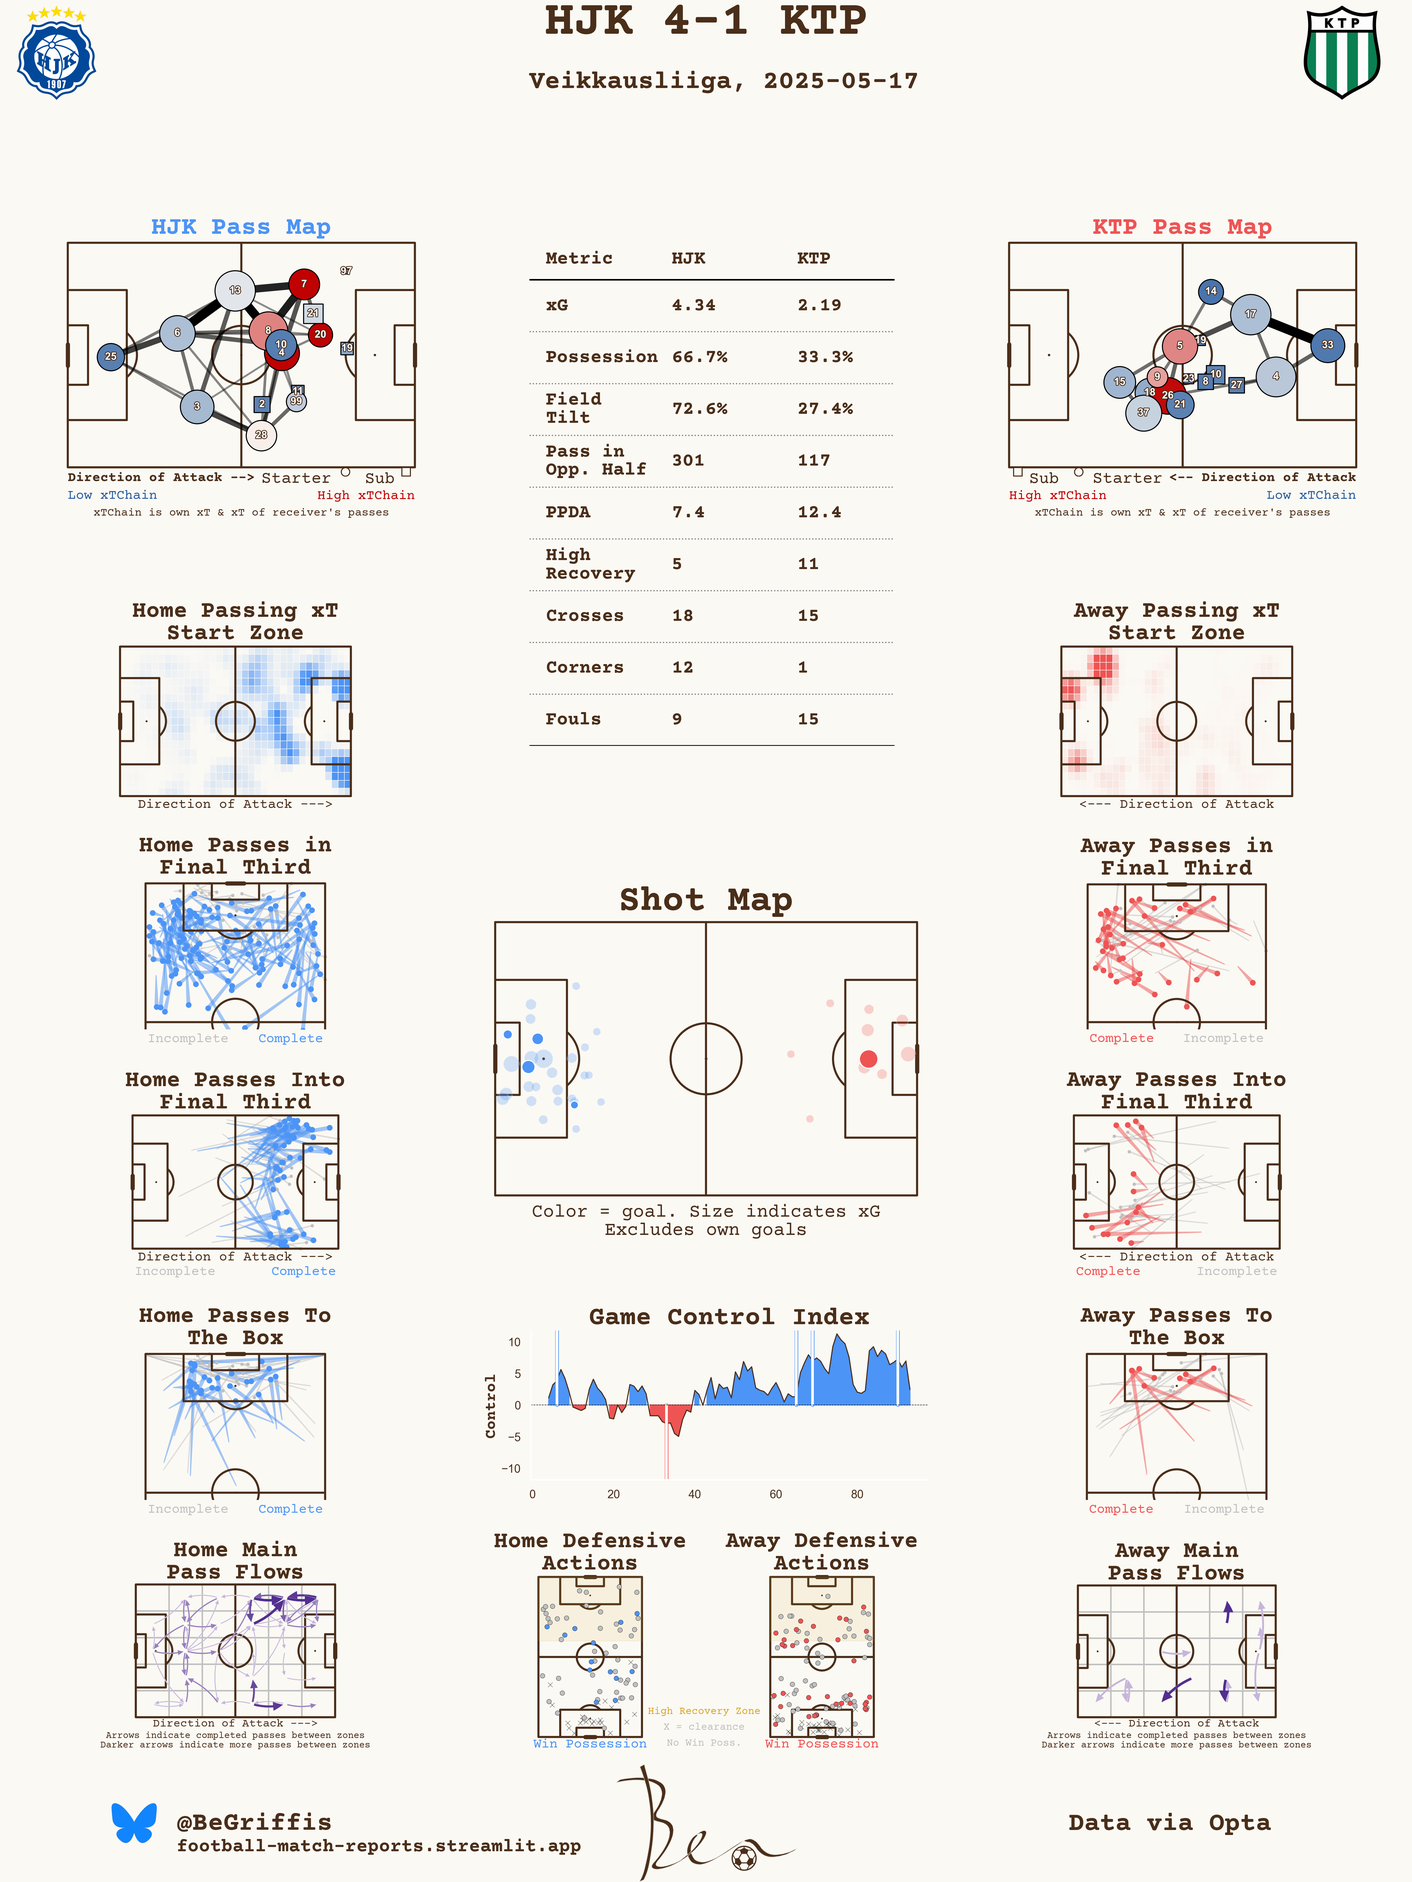 HJK 4-1 KTP
Veikkausliiga, 2025-05-17
HJK
1907
KTP
HJK Pass Map
97
7
13
21
8
20
6
10
19
4
25
11
99
2
3
28
Direction of Attack --> Starter Sub
Low xTChain High xTChain
xTChain is own xT & xT of receiver's passes
Metric HJK KTP
xG 4.34 2.19
Possession 66.7% 33.3%
Field
Tilt 72.6% 27.4%
Pass in
Opp. Half 301 117
PPDA 7.4 12.4
High
Recovery 5 11
Crosses 18 15
Corners 12 1
Fouls 9 15
KTP Pass Map
14
17
19
5
33
9
23
10
4
15
8
27
18
26
21
37
Sub Starter <-- Direction of Attack
High xTChain Low xTChain
xTChain is own xT & xT of receiver's passes
Home Passing xT
Start Zone
Direction of Attack --->
Away Passing xT
Start Zone
<--- Direction of Attack
Home Passes in
Final Third
Incomplete Complete
Away Passes in
Final Third
Complete Incomplete
Shot Map
Color = goal. Size indicates xG
Excludes own goals
Home Passes Into
Final Third
Direction of Attack --->
Incomplete Complete
Away Passes Into
Final Third
<--- Direction of Attack
Complete Incomplete
Home Passes To
The Box
Incomplete Complete
Game Control Index
Control
10
5
0
−5
−10
0 20 40 60 80
Away Passes To
The Box
Complete Incomplete
Home Main
Pass Flows
Direction of Attack --->
Arrows indicate completed passes between zones
Darker arrows indicate more passes between zones
Home Defensive
Actions
Win Possession
High Recovery Zone
X = clearance
No Win Poss.
Away Defensive
Actions
Win Possession
Away Main
Pass Flows
<--- Direction of Attack
Arrows indicate completed passes between zones
Darker arrows indicate more passes between zones
@BeGriffis
football-match-reports.streamlit.app
Ben
Data via Opta